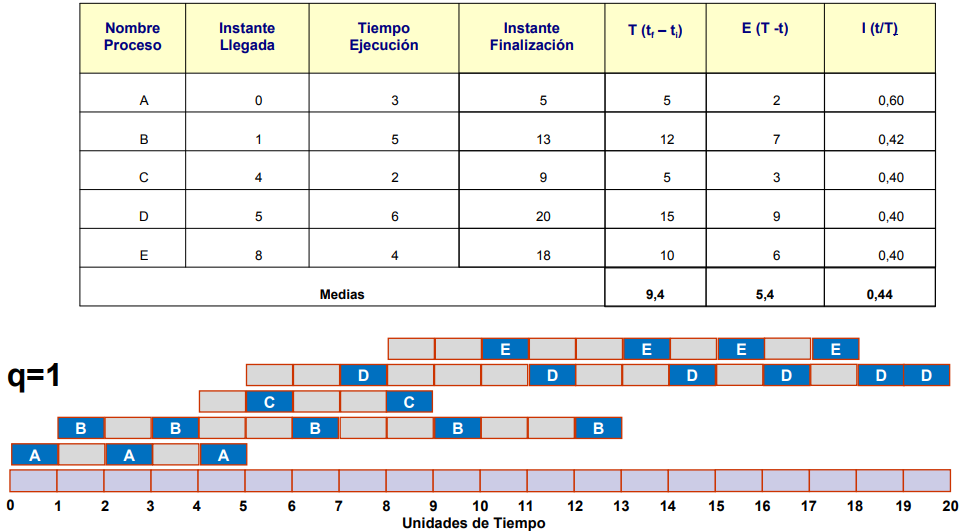 Nombre Proceso Instante Llegada Tiempo Ejecución Instante Finalización T (tf – ti) E (T -t) I (t/T)
A 0 3 5 5 2 0,60
B 1 5 13 12 7 0,42
C 4 2 9 5 3 0,40
D 5 6 20 15 9 0,40
E 8 4 18 10 6 0,40
Medias 9,4 5,4 0,44
E E E E
q=1
D D D D D D
C C
B B B B B
A A A
0 1 2 3 4 5 6 7 8 9 10 11 12 13 14 15 16 17 18 19 20
Unidades de Tiempo